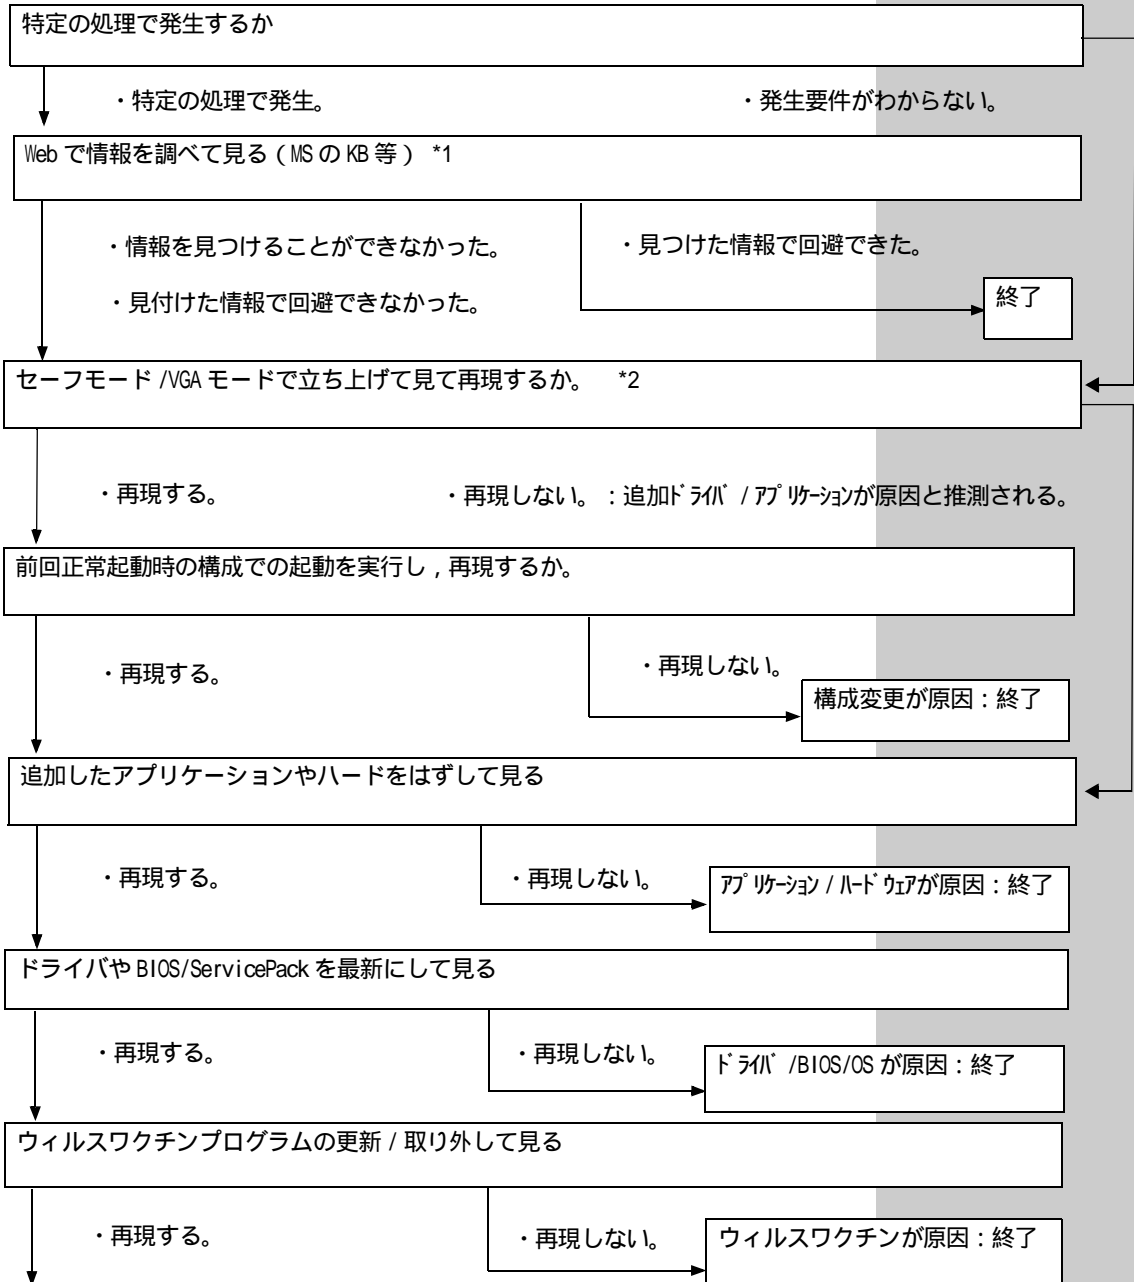 特定の処理で発生するか
・特定の処理で発生。
・発生要件がわからない。
Web で情報を調べて見る ( MS の KB 等 ) *1
・情報を見つけることができなかった。
・見つけた情報で回避できた。
・見付けた情報で回避できなかった。
終了
セーフモード /VGA モードで立ち上げて見て再現するか。 *2
・再現する。
・再現しない。：追加ﾄﾞﾗｲﾊﾞ / ｱﾌﾟﾘｹｰｼｮﾝが原因と推測される。
前回正常起動時の構成での起動を実行し , 再現するか。
・再現する。
・再現しない。
構成変更が原因：終了
追加したアプリケーションやハードをはずして見る
・再現する。
・再現しない。
ｱﾌﾟﾘｹｰｼｮﾝ / ﾊｰﾄﾞｳｪｱが原因：終了
ドライバや BIOS/ServicePack を最新にして見る
・再現する。
・再現しない。
ﾄﾞﾗｲﾊﾞ /BIOS/OS が原因：終了
ウィルスワクチンプログラムの更新 / 取り外して見る
・再現する。
・再現しない。
ウィルスワクチンが原因：終了